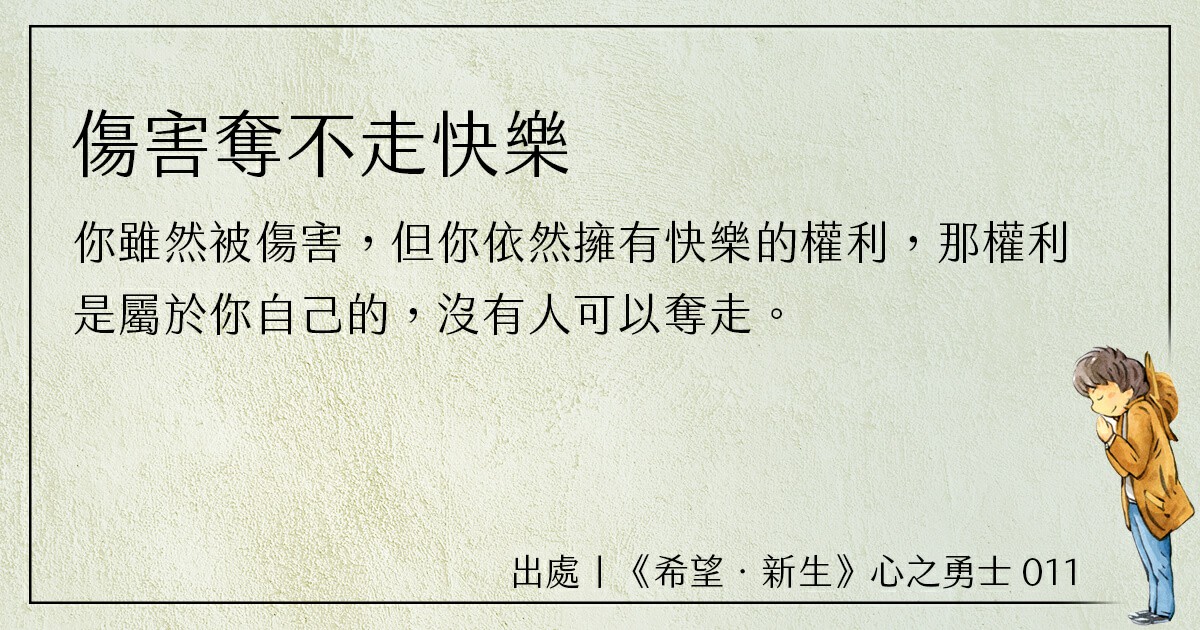 傷害奪不走快樂
你雖然被傷害，但你依然擁有快樂的權利，那權利
是屬於你自己的，沒有人可以奪走。
出處｜《希望．新生》心之勇士 011